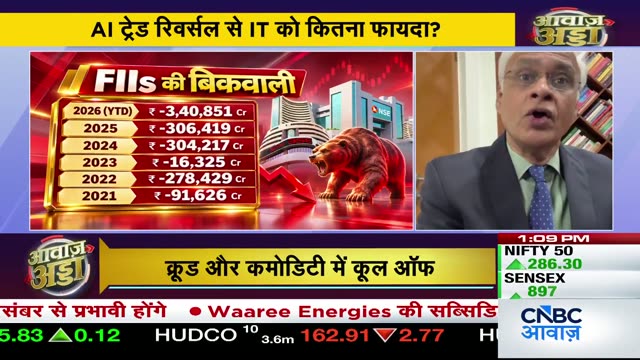 AI ट्रेड रिवर्सल से IT को कितना फायदा?
आवाज़
अड्डा
FIIs की बिकवाली
2026 (YTD) ₹ -3,40,851 Cr
2025 ₹ -306,419 Cr
2024 ₹ -304,217 Cr
2023 ₹ -16,325 Cr
2022 ₹ -278,429 Cr
2021 ₹ -91,626 Cr
NSE
आवाज़
अड्डा
क्रूड और कमोडिटी में कूल ऑफ
1:09 PM
NIFTY 50
286.30
SENSEX
897
संबर से प्रभावी होंगे • Waaree Energies की सब्सिडि
5.83 ▲ 0.12 HUDCO 10 3.6m 162.91 ▼ 2.77 HUL
CNBC
आवाज़